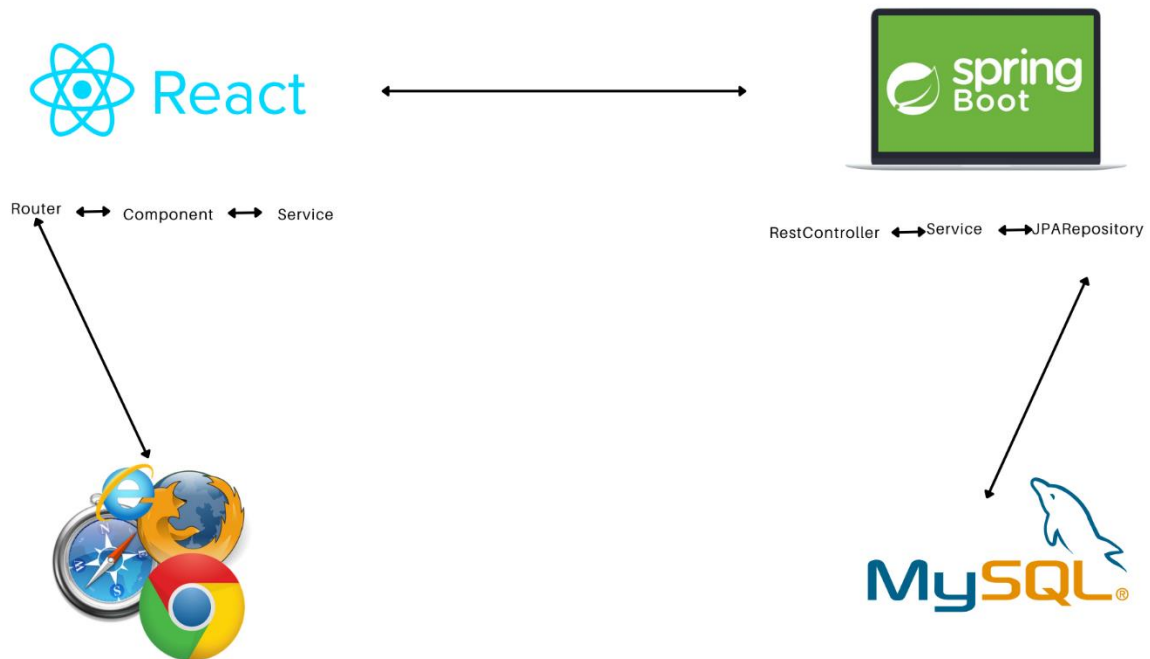 React
spring
Boot
Router
Component
Service
RestController
Service
JPARepository
N
W
S
MySQL®